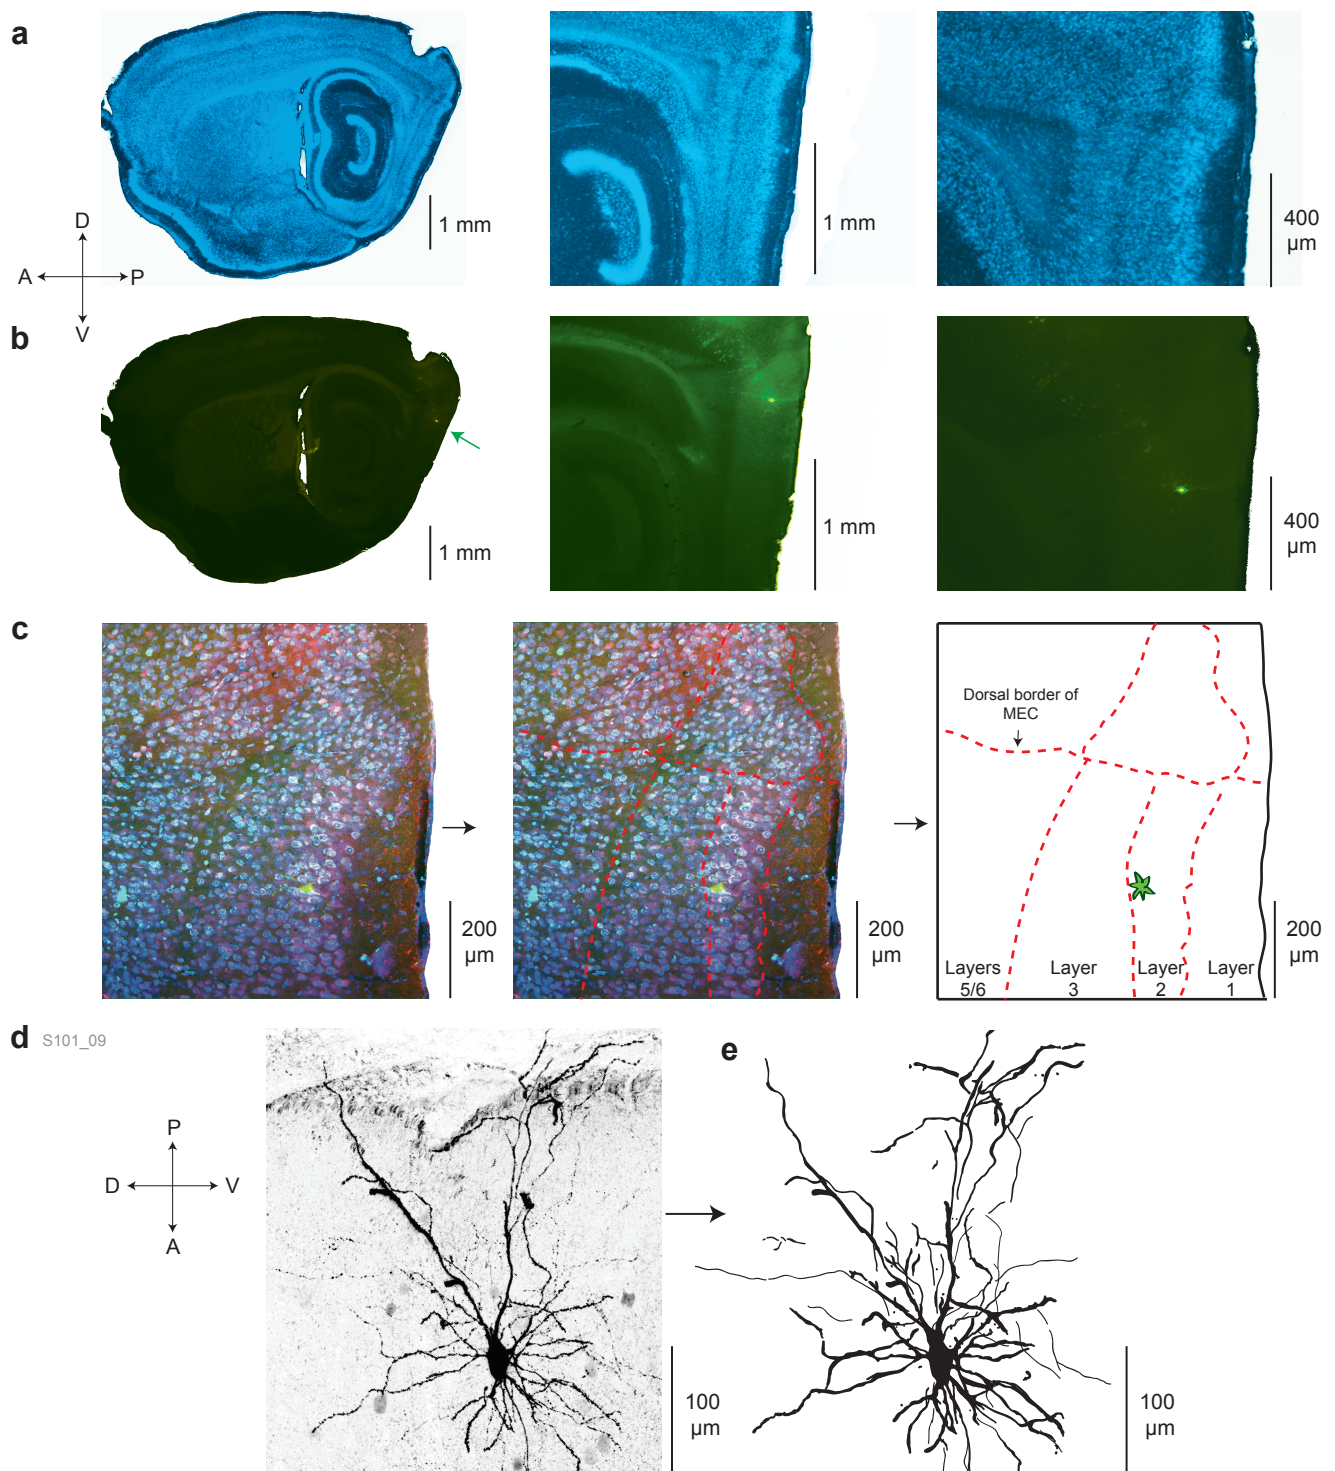 a
1 mm
1 mm
400
µm
D
A
P
V
b
1 mm
1 mm
400
µm
c
200
µm
200
µm
Dorsal border of
MEC
Layers
5/6
Layer
3
Layer
2
Layer
1
200
µm
d
S101_09
P
D
V
A
100
µm
e
100
µm